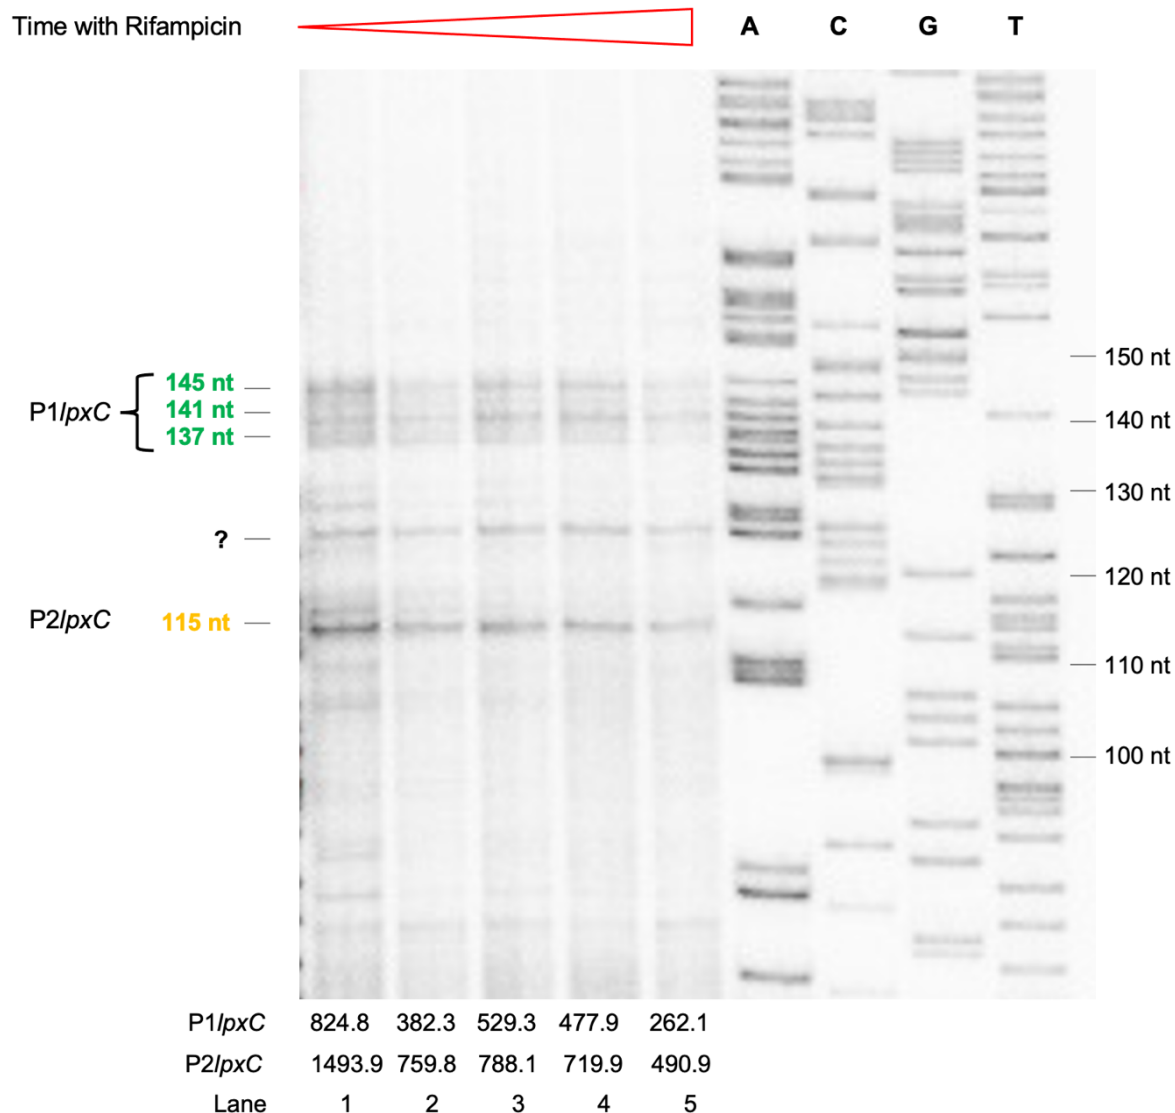 Time with Rifampicin
A C G T
150 nt
145 nt
P1lpxC 141 nt
140 nt
137 nt
130 nt
?
120 nt
P2lpxC 115 nt
110 nt
100 nt
P1lpxC 824.8 382.3 529.3 477.9 262.1
P2lpxC 1493.9 759.8 788.1 719.9 490.9
Lane 1 2 3 4 5